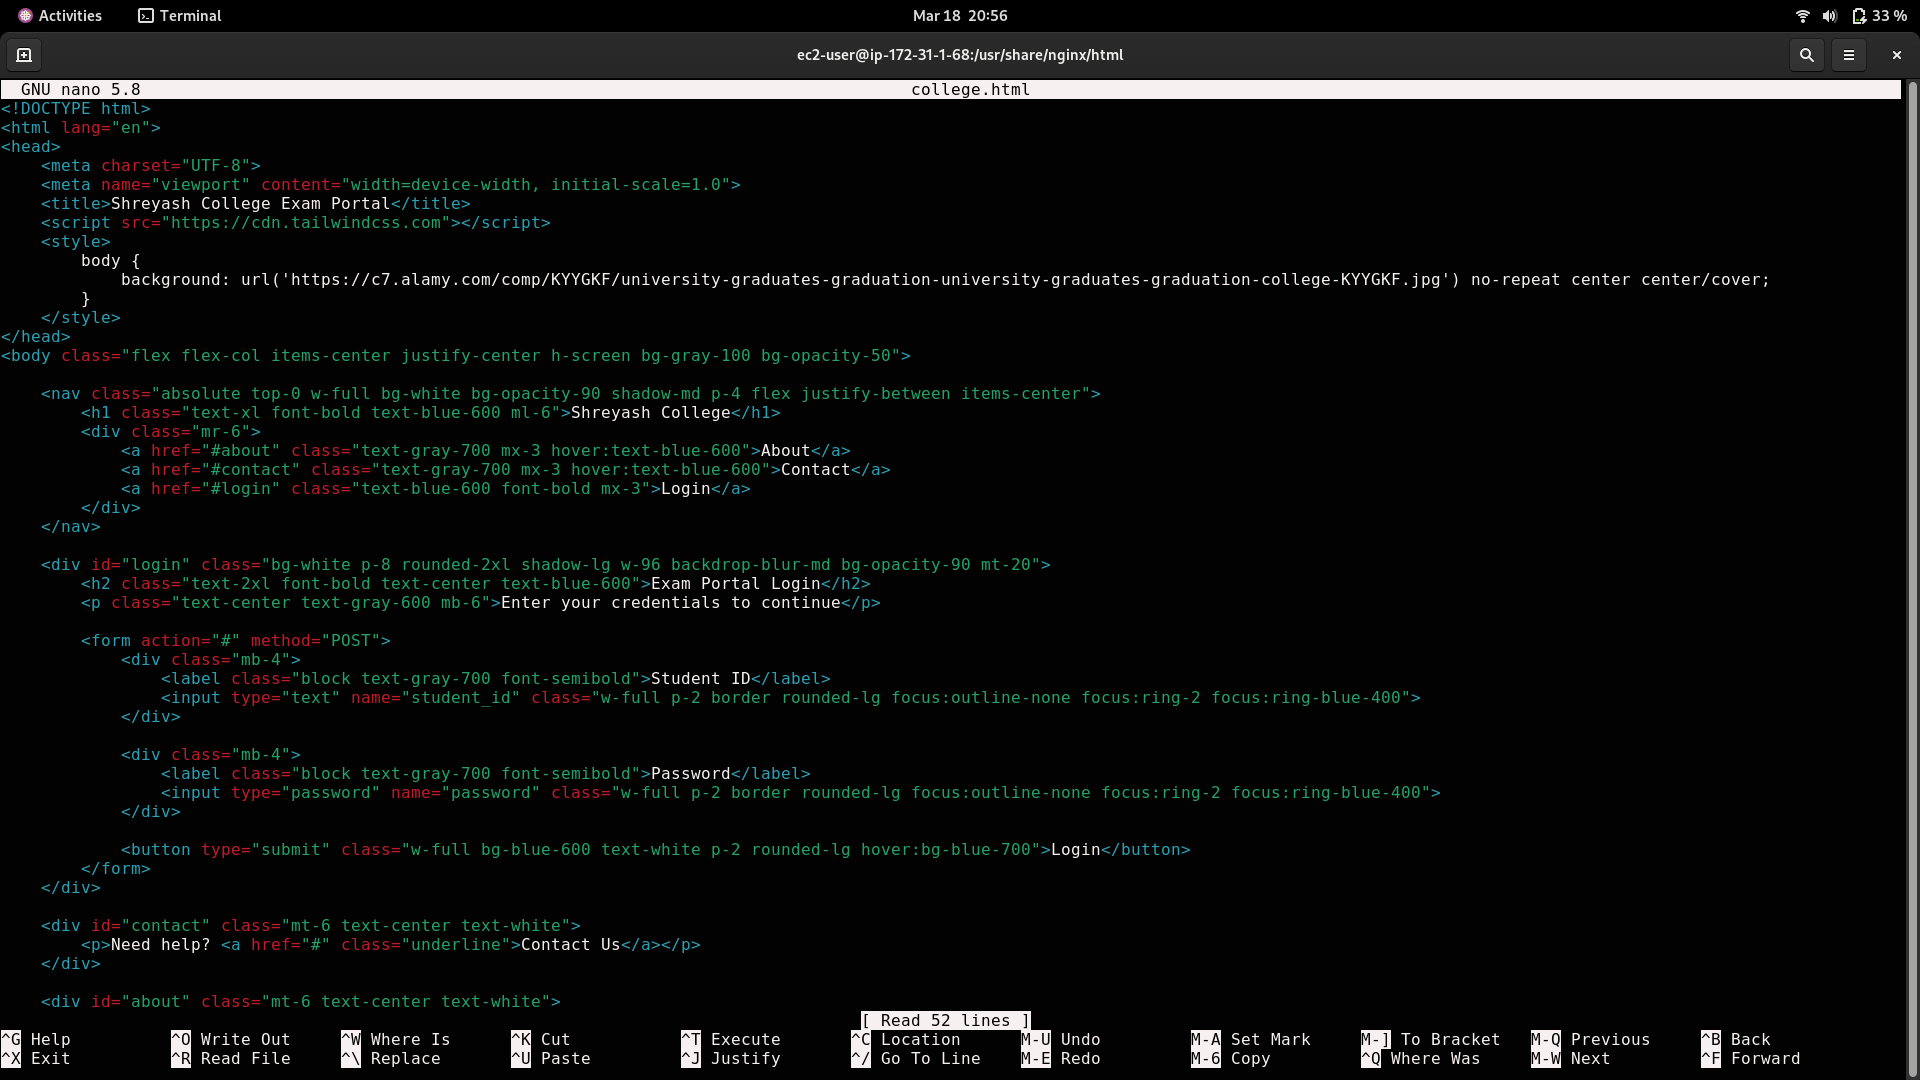 Activities Terminal Mar 18 20:56 33 %
ec2-user@ip-172-31-1-68:/usr/share/nginx/html
GNU nano 5.8 college.html
<!DOCTYPE html>
<html lang="en">
<head>
    <meta charset="UTF-8">
    <meta name="viewport" content="width=device-width, initial-scale=1.0">
    <title>Shreyash College Exam Portal</title>
    <script src="https://cdn.tailwindcss.com"></script>
    <style>
        body {
            background: url('https://c7.alamy.com/comp/KYYGKF/university-graduates-graduation-university-graduates-graduation-college-KYYGKF.jpg') no-repeat center center/cover;
        }
    </style>
</head>
<body class="flex flex-col items-center justify-center h-screen bg-gray-100 bg-opacity-50">
    <nav class="absolute top-0 w-full bg-white bg-opacity-90 shadow-md p-4 flex justify-between items-center">
        <h1 class="text-xl font-bold text-blue-600 ml-6">Shreyash College</h1>
        <div class="mr-6">
            <a href="#about" class="text-gray-700 mx-3 hover:text-blue-600">About</a>
            <a href="#contact" class="text-gray-700 mx-3 hover:text-blue-600">Contact</a>
            <a href="#login" class="text-blue-600 font-bold mx-3">Login</a>
        </div>
    </nav>
    <div id="login" class="bg-white p-8 rounded-2xl shadow-lg w-96 backdrop-blur-md bg-opacity-90 mt-20">
        <h2 class="text-2xl font-bold text-center text-blue-600">Exam Portal Login</h2>
        <p class="text-center text-gray-600 mb-6">Enter your credentials to continue</p>
        <form action="#" method="POST">
            <div class="mb-4">
                <label class="block text-gray-700 font-semibold">Student ID</label>
                <input type="text" name="student_id" class="w-full p-2 border rounded-lg focus:outline-none focus:ring-2 focus:ring-blue-400">
            </div>
            <div class="mb-4">
                <label class="block text-gray-700 font-semibold">Password</label>
                <input type="password" name="password" class="w-full p-2 border rounded-lg focus:outline-none focus:ring-2 focus:ring-blue-400">
            </div>
            <button type="submit" class="w-full bg-blue-600 text-white p-2 rounded-lg hover:bg-blue-700">Login</button>
        </form>
    </div>
    <div id="contact" class="mt-6 text-center text-white">
        <p>Need help? <a href="#" class="underline">Contact Us</a></p>
    </div>
    <div id="about" class="mt-6 text-center text-white">
[ Read 52 lines ]
^G Help ^O Write Out ^W Where Is ^K Cut ^T Execute ^C Location M-U Undo M-A Set Mark M-] To Bracket M-Q Previous ^B Back
^X Exit ^R Read File ^\ Replace ^U Paste ^J Justify ^/ Go To Line M-E Redo M-6 Copy ^Q Where Was M-W Next ^F Forward